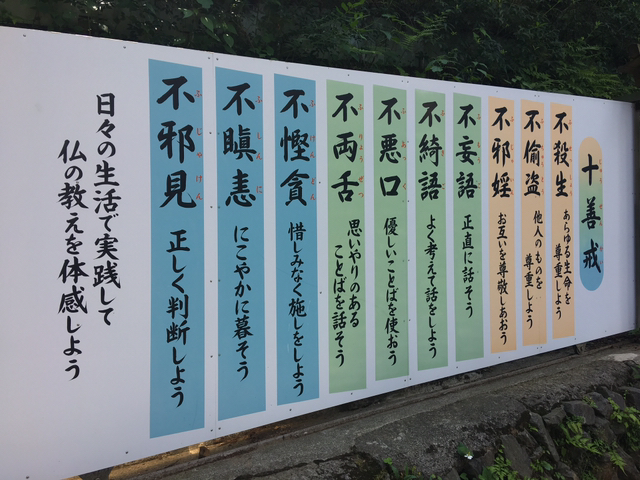 十善戒
不殺生 あらゆる生命を
尊重しよう
不偸盗 他人のものを
尊重しよう
不邪婬 お互いを尊敬しあおう
不妄語 正直に話そう
不綺語 よく考えて話をしよう
不悪口 優しいことばを使おう
不両舌 思いやりのある
ことばを話そう
不慳貪 惜しみなく施しをしよう
不瞋恚 にこやかに暮そう
不邪見 正しく判断しよう
日々の生活で実践して
仏の教えを体感しよう